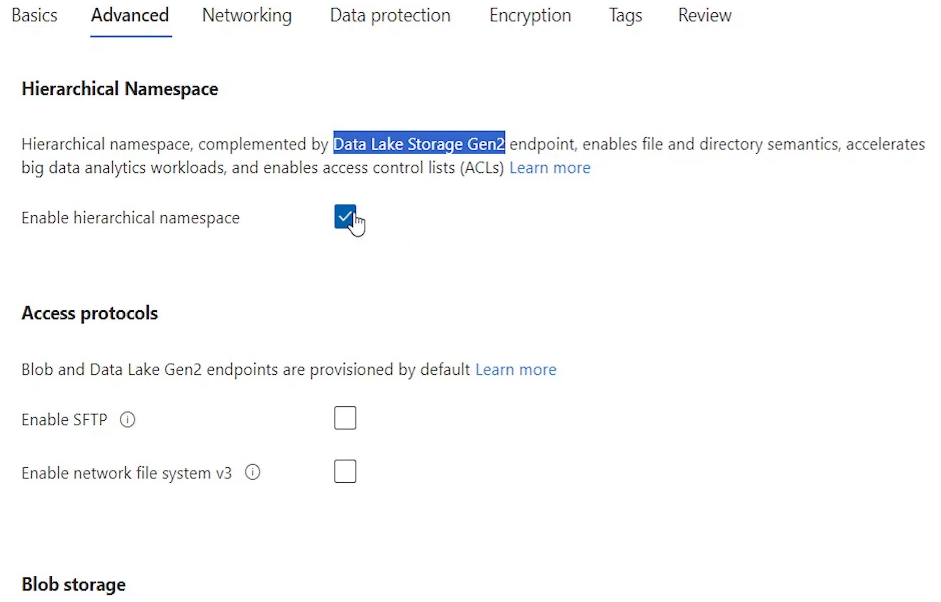 Basics Advanced Networking Data protection Encryption Tags Review
Hierarchical Namespace
Hierarchical namespace, complemented by Data Lake Storage Gen2 endpoint, enables file and directory semantics, accelerates
big data analytics workloads, and enables access control lists (ACLs) Learn more
Enable hierarchical namespace
Access protocols
Blob and Data Lake Gen2 endpoints are provisioned by default Learn more
Enable SFTP
Enable network file system v3
Blob storage